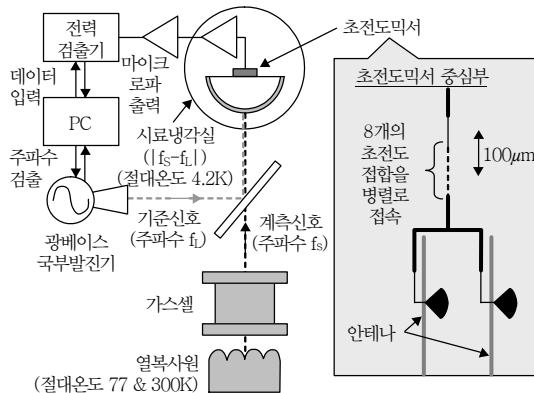 전력
검출기
데이터
입력
마이크
로파
출력
초전도믹서
PC
주파수
검출
시료냉각실
(|fS-fL|)
(절대온도 4.2K)
기준신호
(주파수 fL)
계측신호
(주파수 fS)
광베이스
국부발진기
가스셀
열복사원
(절대온도 77 & 300K)
초전도믹서 중심부
8개의
초전도
접합을
병렬로
접속
100μm
안테나